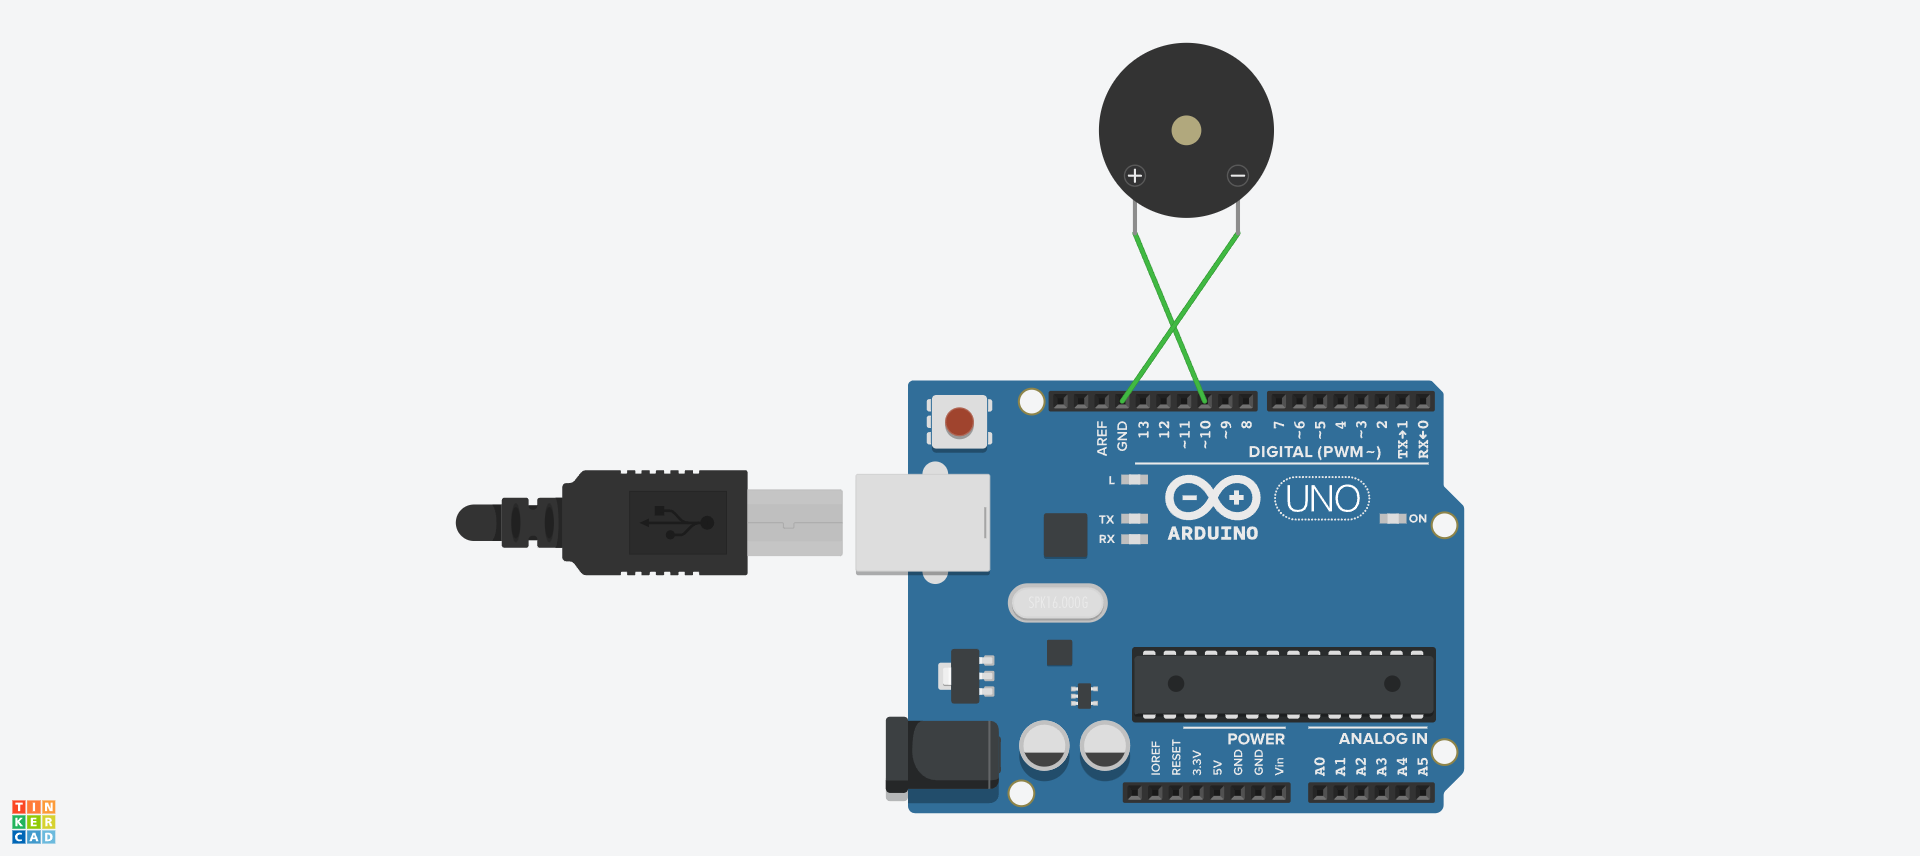 AREF
GND
13
12
~11
~10
~9
8
7
~6
~5
4
~3
2
TX→1
RX←0
DIGITAL (PWM~)
L
TX
RX
ARDUINO
UNO
ON
SPK16.000G
POWER
ANALOG IN
IOREF
RESET
3.3V
5V
GND
GND
Vin
A0
A1
A2
A3
A4
A5
TIN
KER
CAD